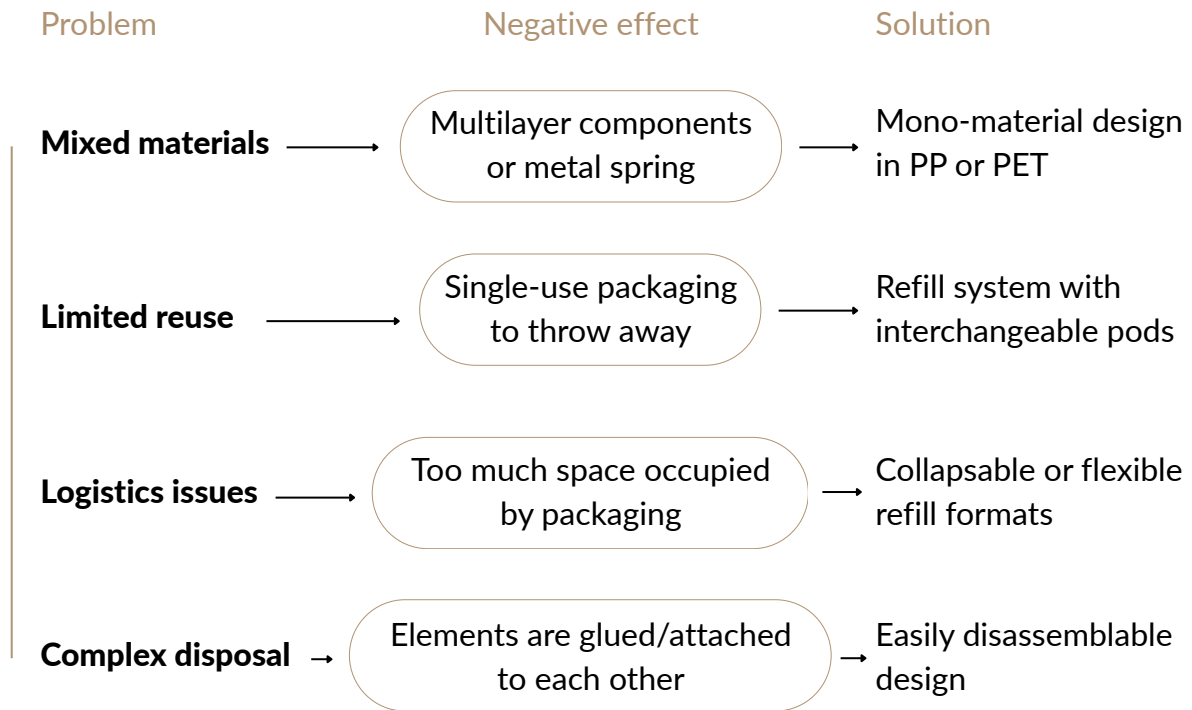 Problem
Negative effect
Solution
Mixed materials
Multilayer components
or metal spring
Mono-material design
in PP or PET
Limited reuse
Single-use packaging
to throw away
Refill system with
interchangeable pods
Logistics issues
Too much space occupied
by packaging
Collapsable or flexible
refill formats
Complex disposal
Elements are glued/attached
to each other
Easily disassemblable
design